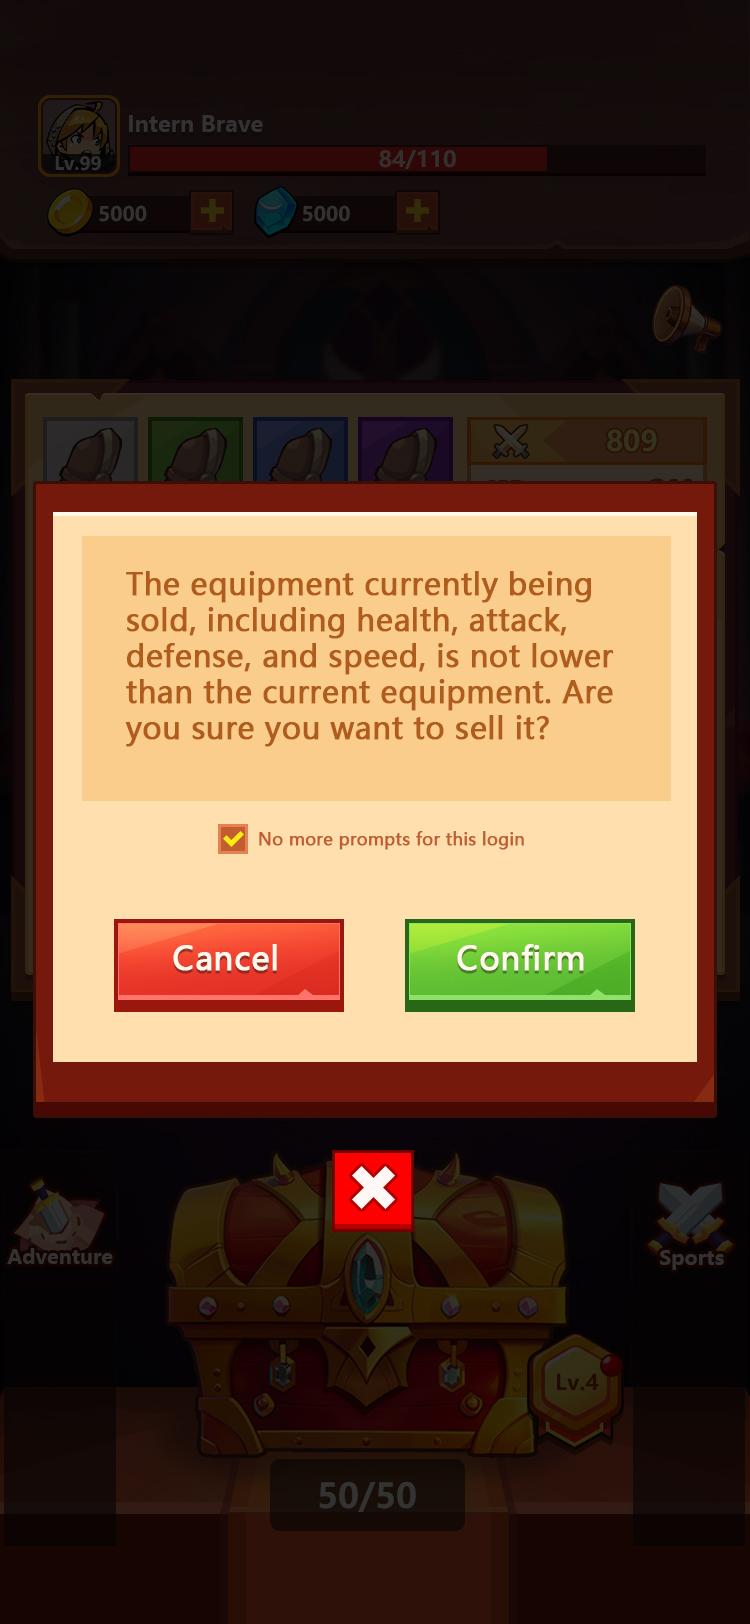 Intern Brave
Lv.99
84/110
5000
5000
809
The equipment currently being
sold, including health, attack,
defense, and speed, is not lower
than the current equipment. Are
you sure you want to sell it?
No more prompts for this login
Cancel
Confirm
Adventure
Sports
Lv.4
50/50